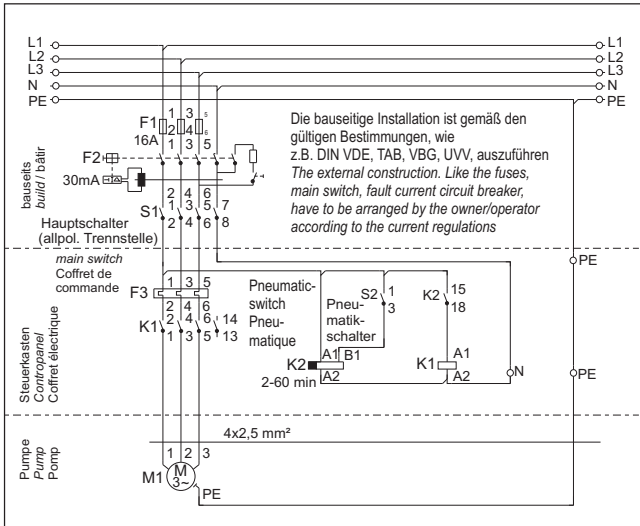 L1 L1
L2 L2
L3 L3
N N
PE PE
F1 1 3 5
16A 2 4 6
F2 1 3 5
30mA
2 4 6
S1 1 3 5 7
2 4 6 8
bauseits
build / bâtir
Hauptschalter
(allpol. Trennstelle)
Die bauseitige Installation ist gemäß den
gültigen Bestimmungen, wie
z.B. DIN VDE, TAB, VBG, UVV, auszuführen
The external construction. Like the fuses,
main switch, fault current circuit breaker,
have to be arranged by the owner/operator
according to the current regulations
main switch
Coffret de
commande
PE
F3 1 3 5
2 4 6
K1 2 4 6 14
1 3 5 13
Pneumatic-
switch
Pneu-
matique
S2 1
3
Pneu-
matik-
schalter
K2 15
18
K2 A1 B1
A2
2-60 min
K1 A1
A2
N
PE
Steuerkasten
Contropanel
Coffret électrique
4x2,5 mm²
1 2 3
M1 M
3~
PE
Pumpe
Pump
Pomp